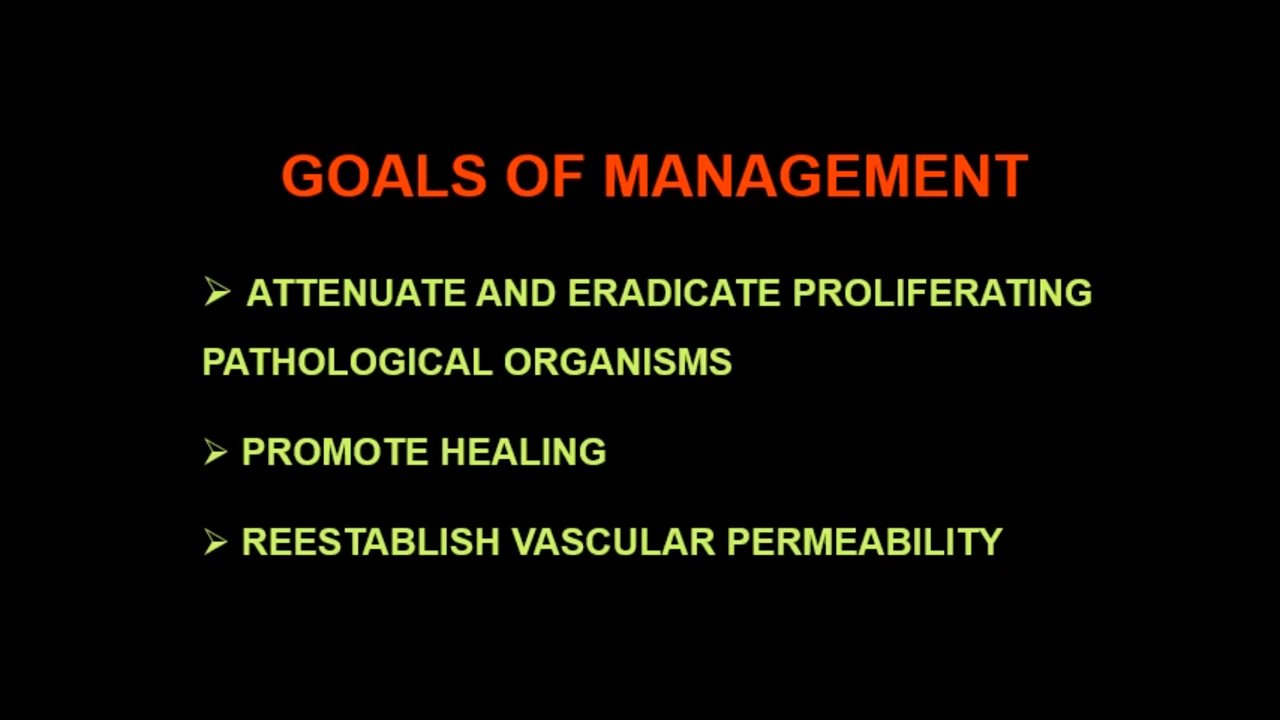 GOALS OF MANAGEMENT
➢ ATTENUATE AND ERADICATE PROLIFERATING
PATHOLOGICAL ORGANISMS
➢ PROMOTE HEALING
➢ REESTABLISH VASCULAR PERMEABILITY